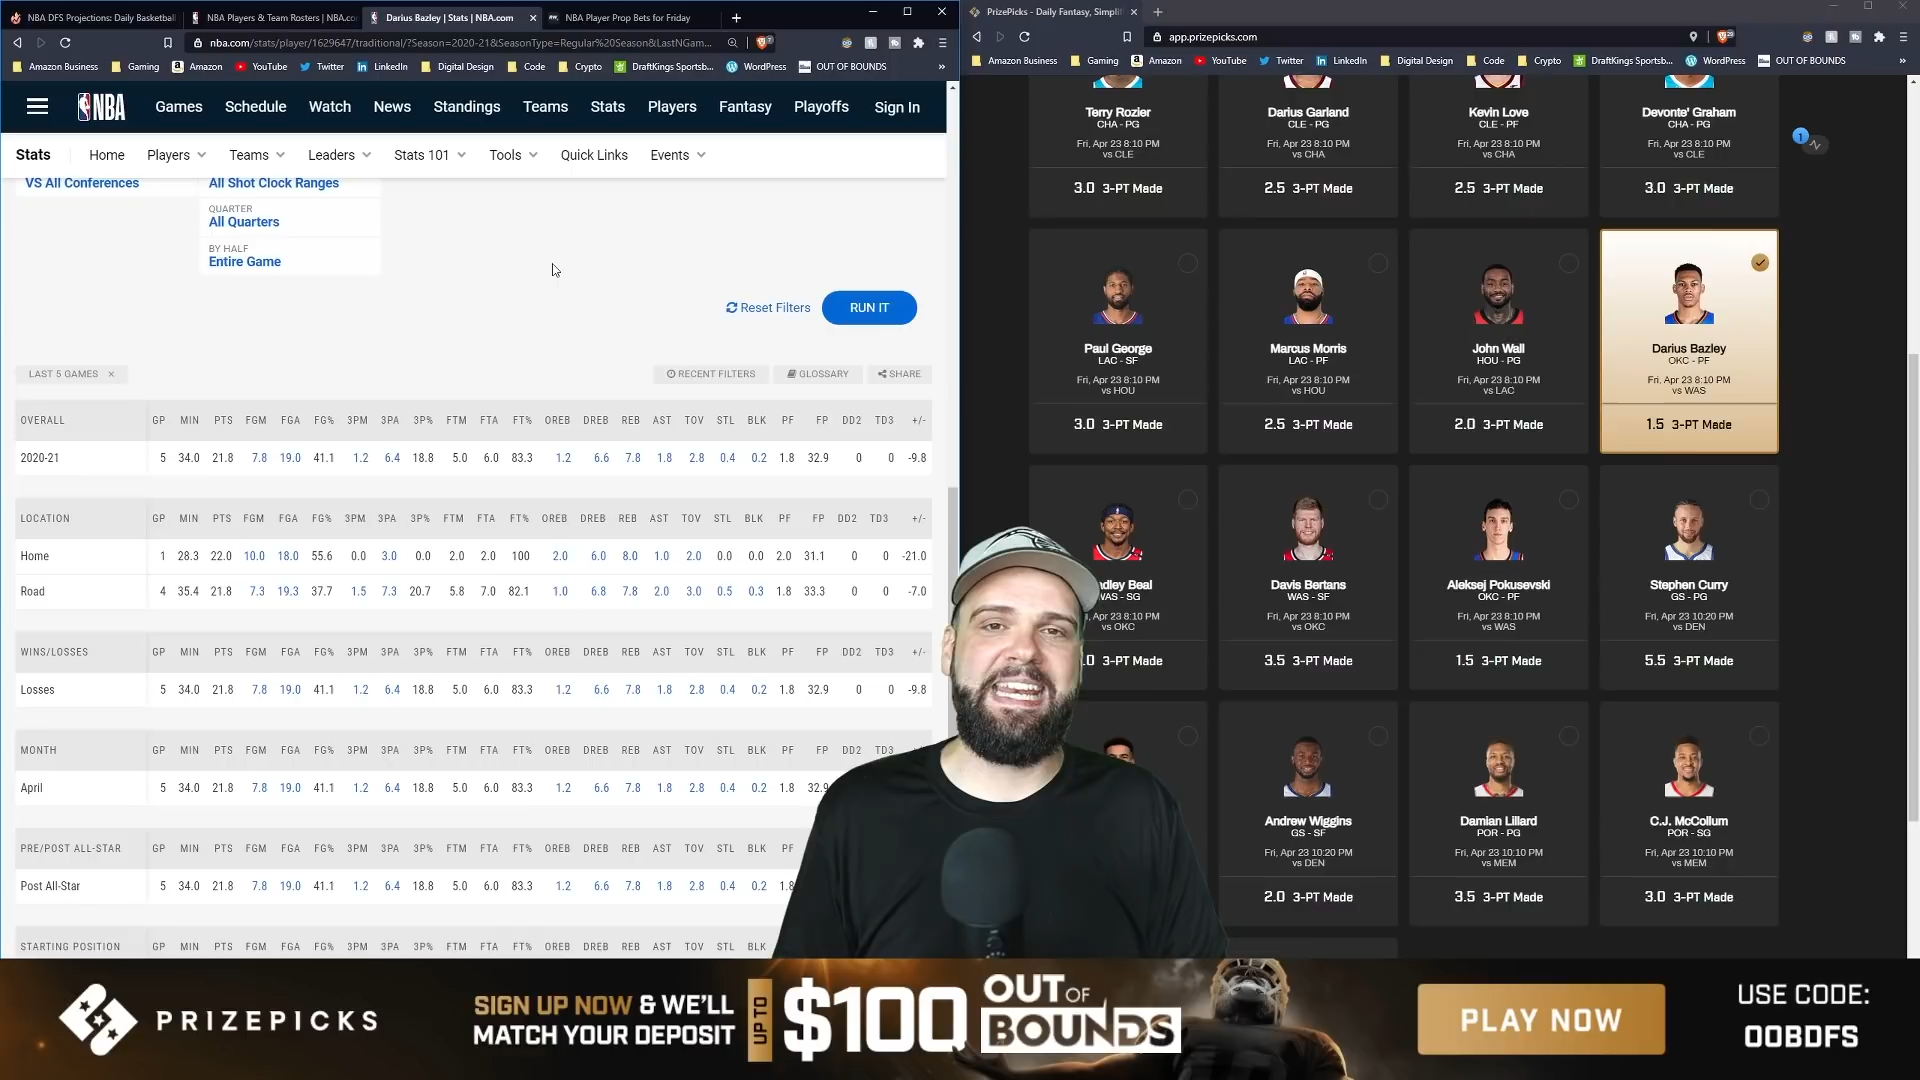 NBA DFS Projections: Daily Basketball
NBA Players & Team Rosters | NBA.co
Darius Bazley | Stats | NBA.com
NBA Player Prop Bets for Friday
nba.com/stats/player/1629647/traditional/?Season=2020-21&SeasonType=Regular%20Season&LastNGam...
Amazon Business Gaming Amazon YouTube Twitter LinkedIn Digital Design Code Crypto DraftKings Sportsb... WordPress OUT OF BOUNDS
NBA Games Schedule Watch News Standings Teams Stats Players Fantasy Playoffs Sign In
Stats Home Players Teams Leaders Stats 101 Tools Quick Links Events
VS All Conferences All Shot Clock Ranges
QUARTER
All Quarters
BY HALF
Entire Game
Reset Filters RUN IT
LAST 5 GAMES × RECENT FILTERS GLOSSARY SHARE
OVERALL GP MIN PTS FGM FGA FG% 3PM 3PA 3P% FTM FTA FT% OREB DREB REB AST TOV STL BLK PF FP DD2 TD3 +/-
2020-21 5 34.0 21.8 7.8 19.0 41.1 1.2 6.4 18.8 5.0 6.0 83.3 1.2 6.6 7.8 1.8 2.8 0.4 0.2 1.8 32.9 0 0 -9.8
LOCATION GP MIN PTS FGM FGA FG% 3PM 3PA 3P% FTM FTA FT% OREB DREB REB AST TOV STL BLK PF FP DD2 TD3 +/-
Home 1 28.3 22.0 10.0 18.0 55.6 0.0 3.0 0.0 2.0 2.0 100 2.0 6.0 8.0 1.0 2.0 0.0 0.0 2.0 31.1 0 0 -21.0
Road 4 35.4 21.8 7.3 19.3 37.7 1.5 7.3 20.7 5.8 7.0 82.1 1.0 6.8 7.8 2.0 3.0 0.5 0.3 1.8 33.3 0 0 -7.0
WINS/LOSSES GP MIN PTS FGM FGA FG% 3PM 3PA 3P% FTM FTA FT% OREB DREB REB AST TOV STL BLK PF FP DD2 TD3 +/-
Losses 5 34.0 21.8 7.8 19.0 41.1 1.2 6.4 18.8 5.0 6.0 83.3 1.2 6.6 7.8 1.8 2.8 0.4 0.2 1.8 32.9 0 0 -9.8
MONTH GP MIN PTS FGM FGA FG% 3PM 3PA 3P% FTM FTA FT% OREB DREB REB AST TOV STL BLK PF FP DD2 TD3 +/-
April 5 34.0 21.8 7.8 19.0 41.1 1.2 6.4 18.8 5.0 6.0 83.3 1.2 6.6 7.8 1.8 2.8 0.4 0.2 1.8 32.9
PRE/POST ALL-STAR GP MIN PTS FGM FGA FG% 3PM 3PA 3P% FTM FTA FT% OREB DREB REB AST TOV STL BLK PF
Post All-Star 5 34.0 21.8 7.8 19.0 41.1 1.2 6.4 18.8 5.0 6.0 83.3 1.2 6.6 7.8 1.8 2.8 0.4 0.2 1.8
STARTING POSITION GP MIN PTS FGM FGA FG% 3PM 3PA 3P% FTM FTA FT% OREB DREB REB AST TOV STL BLK
PrizePicks - Daily Fantasy, Simplifi
app.prizepicks.com
Amazon Business Gaming Amazon YouTube Twitter LinkedIn Digital Design Code Crypto DraftKings Sportsb... WordPress OUT OF BOUNDS
1
Terry Rozier
CHA - PG
Fri, Apr 23 8:10 PM
vs CLE
3.0 3-PT Made
Darius Garland
CLE - PG
Fri, Apr 23 8:10 PM
vs CHA
2.5 3-PT Made
Kevin Love
CLE - PF
Fri, Apr 23 8:10 PM
vs CHA
2.5 3-PT Made
Devonte' Graham
CHA - PG
Fri, Apr 23 8:10 PM
vs CLE
3.0 3-PT Made
Paul George
LAC - SF
Fri, Apr 23 8:10 PM
vs HOU
3.0 3-PT Made
Marcus Morris
LAC - PF
Fri, Apr 23 8:10 PM
vs HOU
2.5 3-PT Made
John Wall
HOU - PG
Fri, Apr 23 8:10 PM
vs LAC
2.0 3-PT Made
Darius Bazley
OKC - PF
Fri, Apr 23 8:10 PM
vs WAS
1.5 3-PT Made
dley Beal
WAS - SG
Apr 23 8:10 PM
vs OKC
.0 3-PT Made
Davis Bertans
WAS - SF
Fri, Apr 23 8:10 PM
vs OKC
3.5 3-PT Made
Aleksej Pokusevski
OKC - PF
Fri, Apr 23 8:10 PM
vs WAS
1.5 3-PT Made
Stephen Curry
GS - PG
Fri, Apr 23 10:20 PM
vs DEN
5.5 3-PT Made
Andrew Wiggins
GS - SF
Fri, Apr 23 10:20 PM
vs DEN
2.0 3-PT Made
Damian Lillard
POR - PG
Fri, Apr 23 10:10 PM
vs MEM
3.5 3-PT Made
C.J. McCollum
POR - SG
Fri, Apr 23 10:10 PM
vs MEM
3.0 3-PT Made
PRIZEPICKS
SIGN UP NOW & WE'LL
MATCH YOUR DEPOSIT
UP TO
$100
OUT OF
BOUNDS
PLAY NOW
USE CODE:
OOBDFS